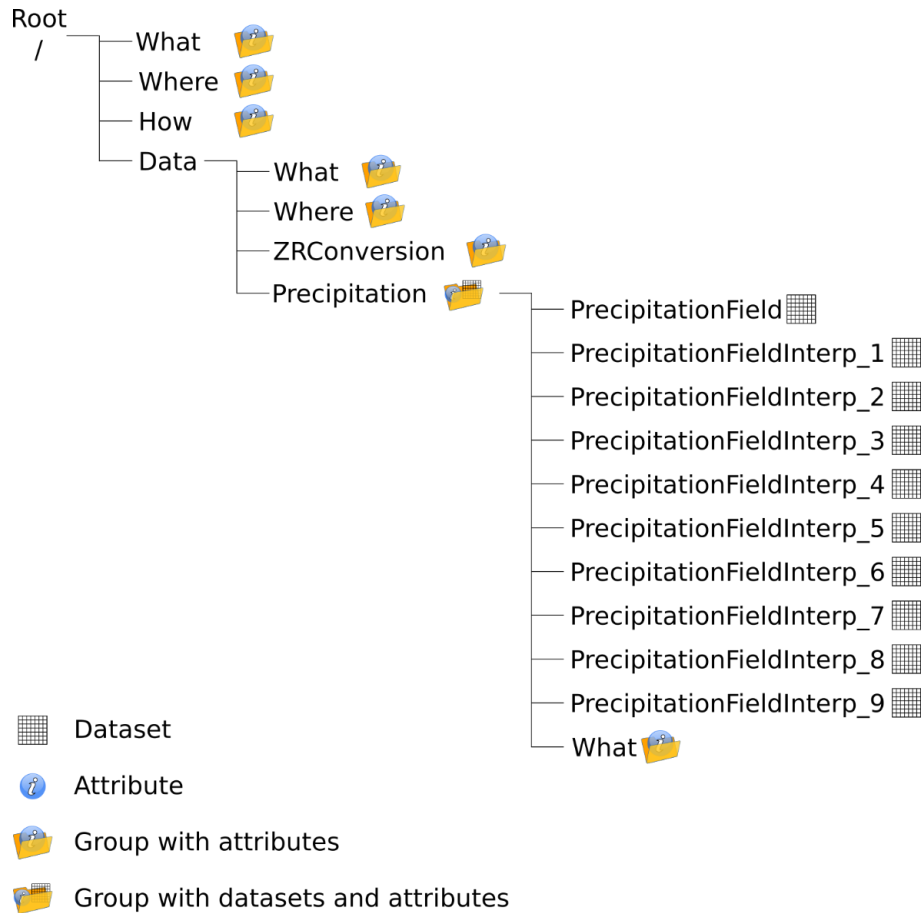 Root
/
What
Where
How
Data
What
Where
ZRConversion
Precipitation
PrecipitationField
PrecipitationFieldInterp_1
PrecipitationFieldInterp_2
PrecipitationFieldInterp_3
PrecipitationFieldInterp_4
PrecipitationFieldInterp_5
PrecipitationFieldInterp_6
PrecipitationFieldInterp_7
PrecipitationFieldInterp_8
PrecipitationFieldInterp_9
What
Dataset
Attribute
Group with attributes
Group with datasets and attributes